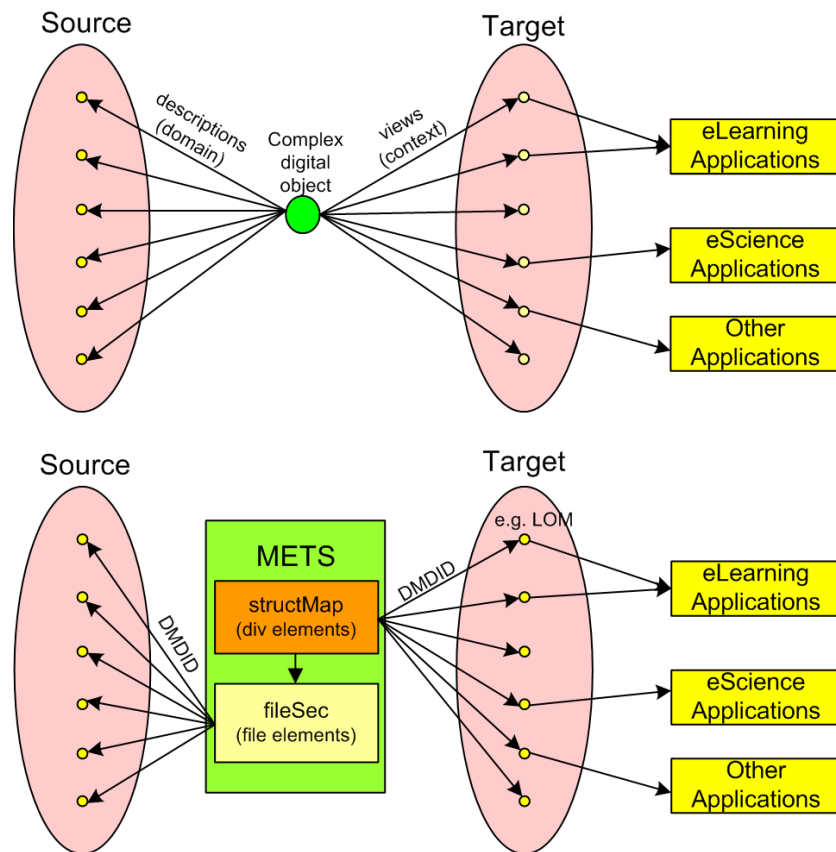 Source
Target
descriptions
(domain)
Complex
digital
object
views
(context)
eLearning
Applications
eScience
Applications
Other
Applications
Source
Target
e.g. LOM
METS
structMap
(div elements)
fileSec
(file elements)
DMDID
DMDID
eLearning
Applications
eScience
Applications
Other
Applications